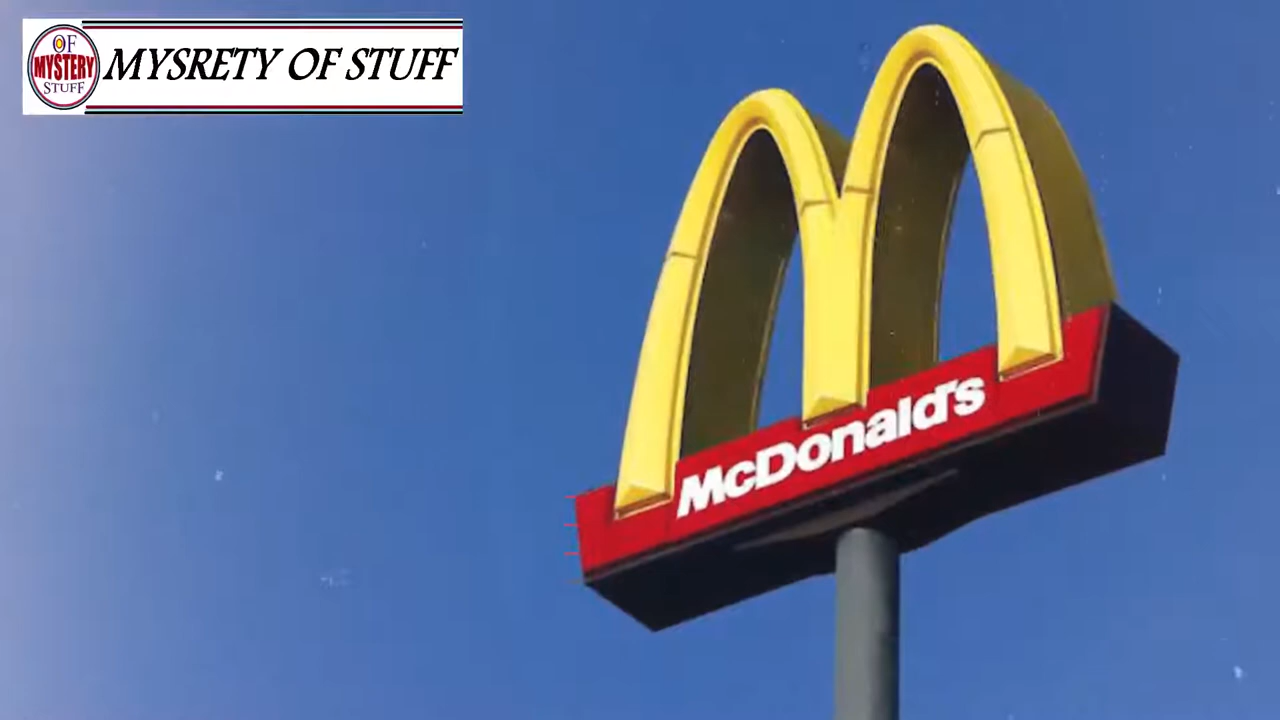 OF
MYSTERY
STUFF
MYSRETY OF STUFF
McDonald's